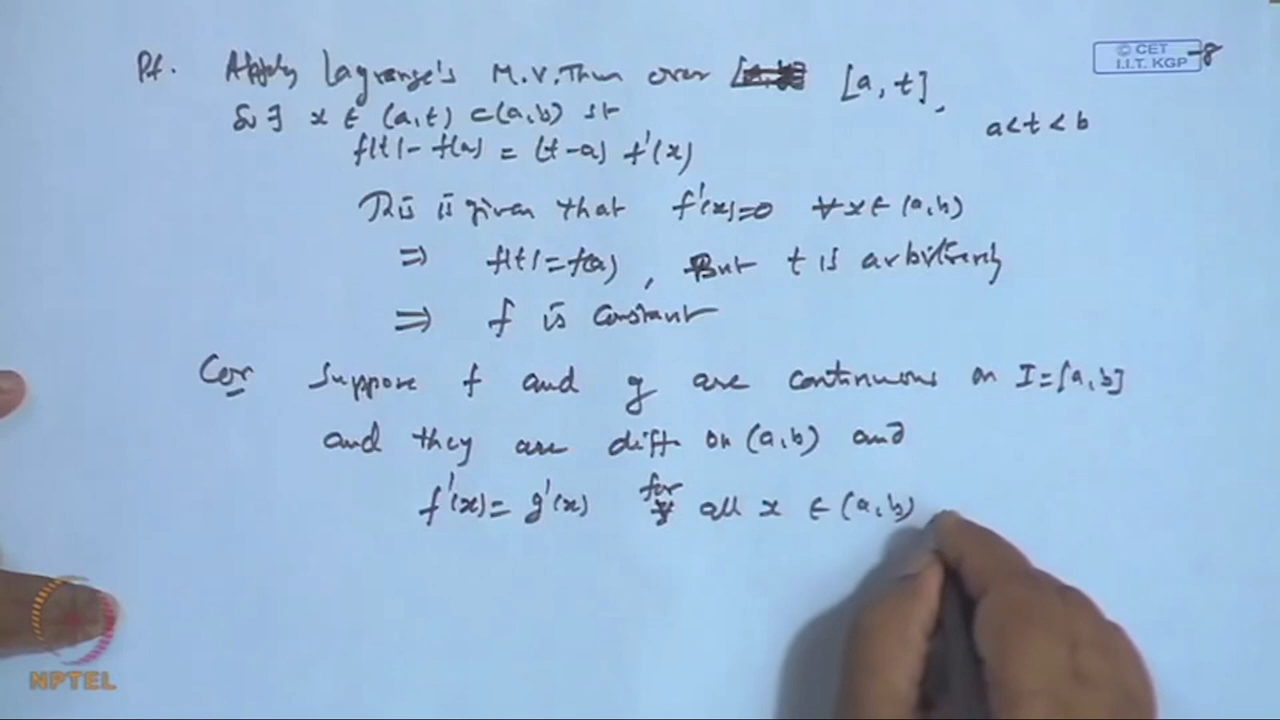 Pf. Apply Lagrange's M.V. Thm over [a, t],
a<t<b
So ∃ x ∈ (a,t) ⊂ (a,b) st
f(t) - f(a) = (t-a) f'(x)
This is given that f'(x)=0 ∀ x ∈ (a,b)
⇒ f(t) = f(a), But t is arbitrary
⇒ f is constant
Cor Suppose f and g are continuous on I=[a,b]
and they are diff on (a,b) and
f'(x)= g'(x) for all x ∈ (a,b)
© CET
I.I.T. KGP
NPTEL